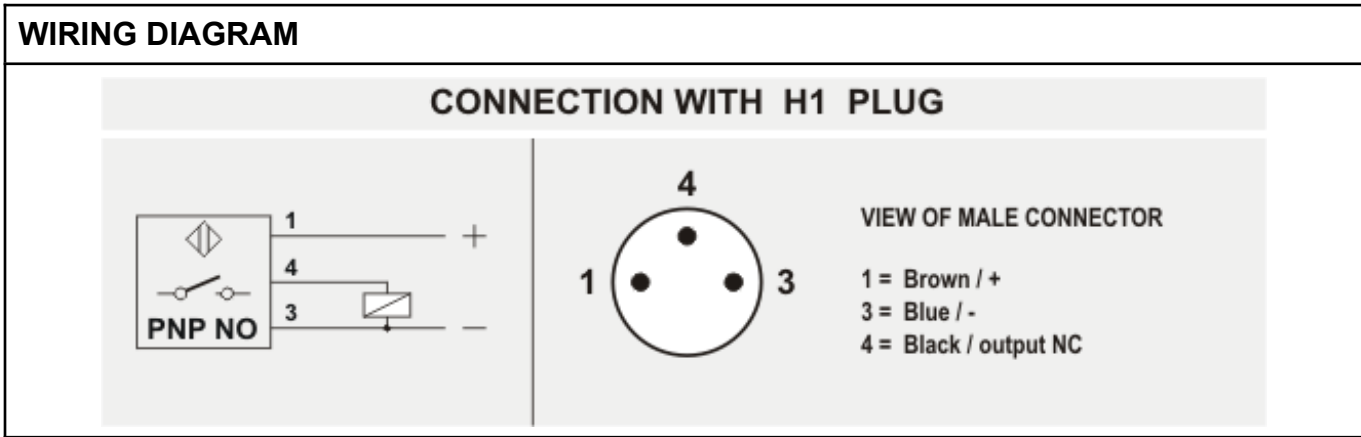 WIRING DIAGRAM
CONNECTION WITH H1 PLUG
1
+
4
3
−
PNP NO
4
1
3
VIEW OF MALE CONNECTOR
1 = Brown / +
3 = Blue / -
4 = Black / output NC